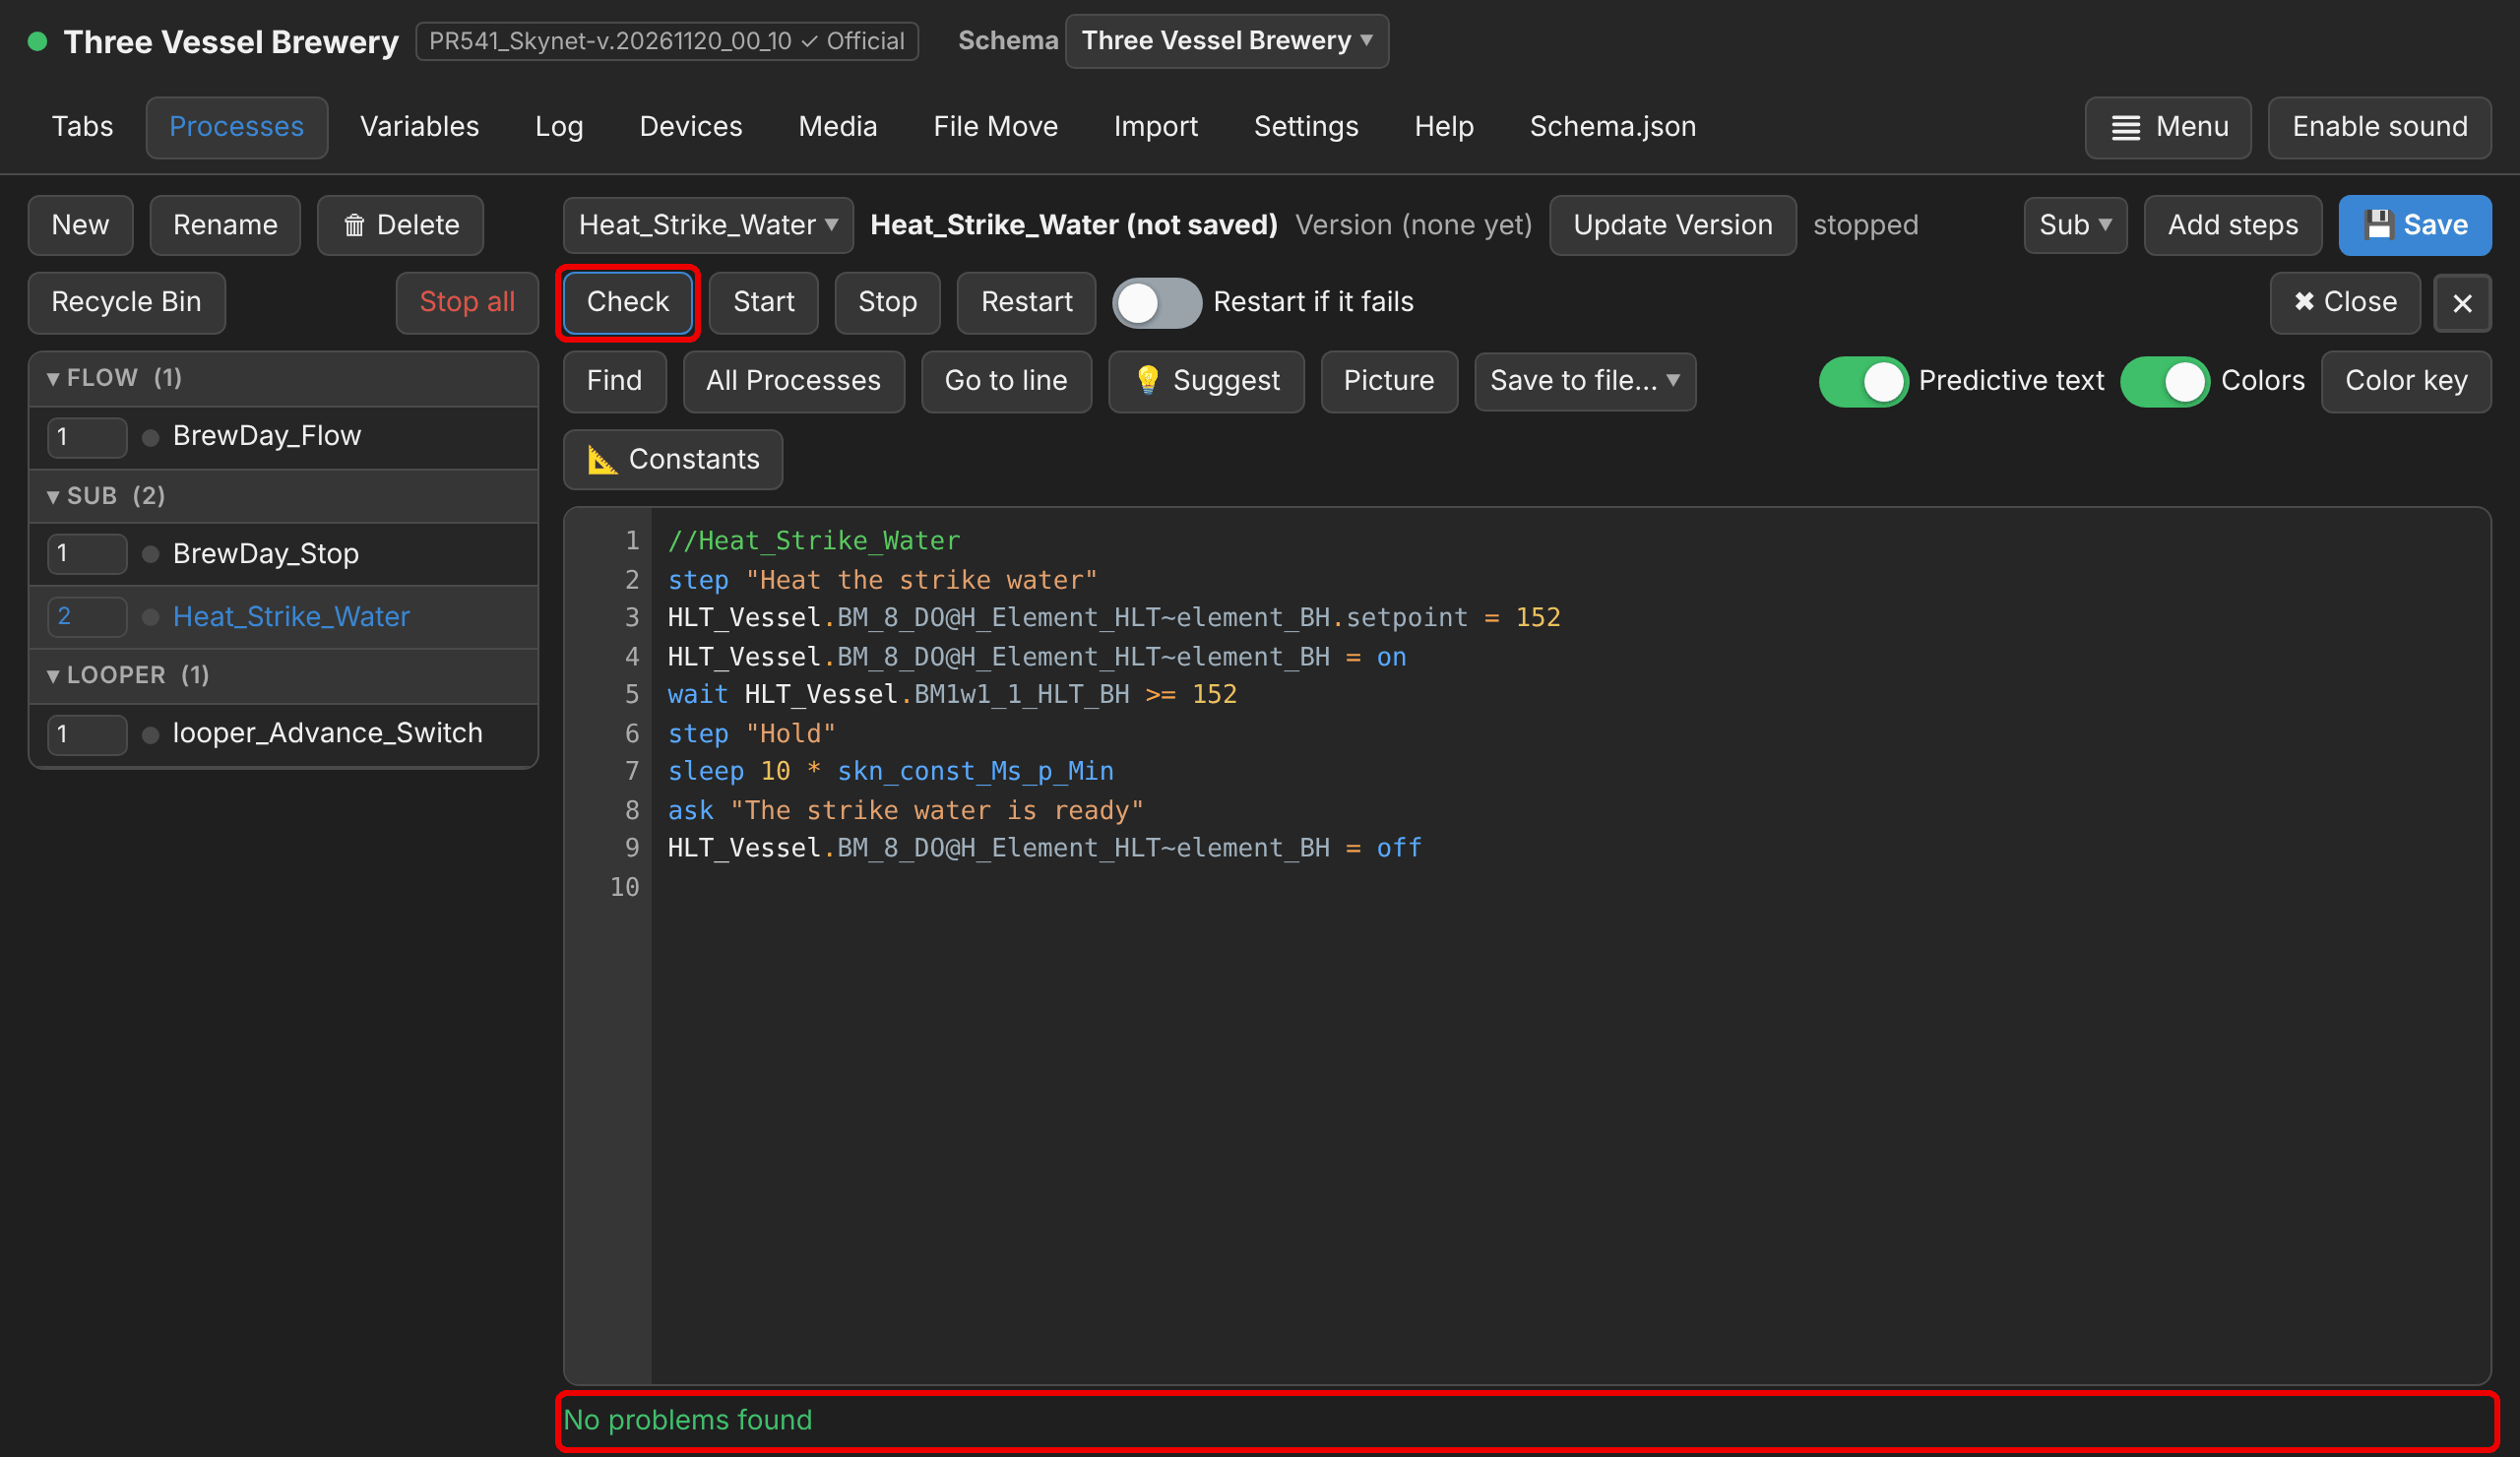 Three Vessel Brewery PR541_Skynet-v.20261120_00_10 ✓ Official Schema Three Vessel Brewery ▾
Tabs Processes Variables Log Devices Media File Move Import Settings Help Schema.json Menu Enable sound
New Rename Delete Heat_Strike_Water ▾ Heat_Strike_Water (not saved) Version (none yet) Update Version stopped Sub ▾ Add steps Save
Recycle Bin Stop all Check Start Stop Restart Restart if it fails ✖ Close ✕
Find All Processes Go to line Suggest Picture Save to file... ▾ Predictive text Colors Color key
Constants
▾ FLOW (1)
1 BrewDay_Flow
▾ SUB (2)
1 BrewDay_Stop
2 Heat_Strike_Water
▾ LOOPER (1)
1 looper_Advance_Switch
1 //Heat_Strike_Water
2 step "Heat the strike water"
3 HLT_Vessel.BM_8_DO@H_Element_HLT~element_BH.setpoint = 152
4 HLT_Vessel.BM_8_DO@H_Element_HLT~element_BH = on
5 wait HLT_Vessel.BM1w1_1_HLT_BH >= 152
6 step "Hold"
7 sleep 10 * skn_const_Ms_p_Min
8 ask "The strike water is ready"
9 HLT_Vessel.BM_8_DO@H_Element_HLT~element_BH = off
10
No problems found